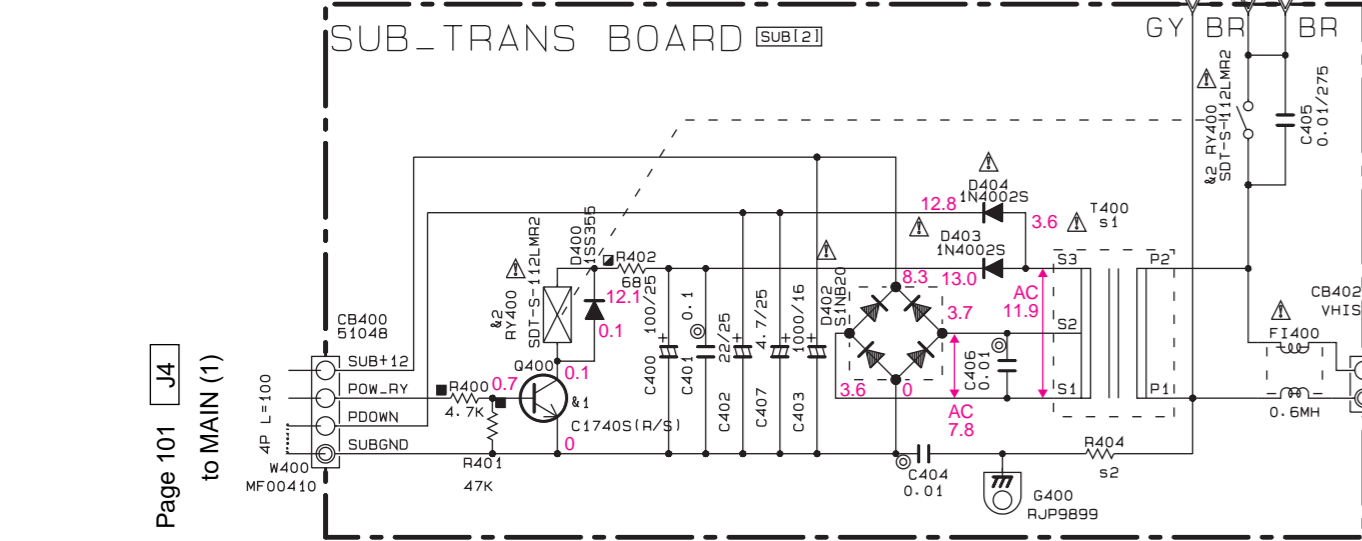 SUB_TRANS BOARD SUB[2]
GY BR BR
&2 RY400
SDT-S-112LMR2
C405
0.01/275
D404
1N4002S
12.8
3.6
T400
s1
D403
1N4002S
8.3 13.0
S3
P2
AC
11.9
3.7
S2
S1
P1
C406
0.01
AC
7.8
3.6
0
D402
S1NB20
&2
RY400
SDT-S-112LMR2
D400
1SS355
R402
68
12.1
0.1
C400 100/25
C401 0.1
C402 22/25
C407 4.7/25
C403 1000/16
Q400
0.1
&1
C1740S(R/S)
0
CB400
51048
SUB+12
POW_RY
PDOWN
SUBGND
R400
4.7K
0.7
R401
47K
4P L=100
W400
MF00410
Page 101 J4
to MAIN (1)
C404
0.01
R404
s2
G400
RJP9899
CB402
VHIS
FI400
0.6MH